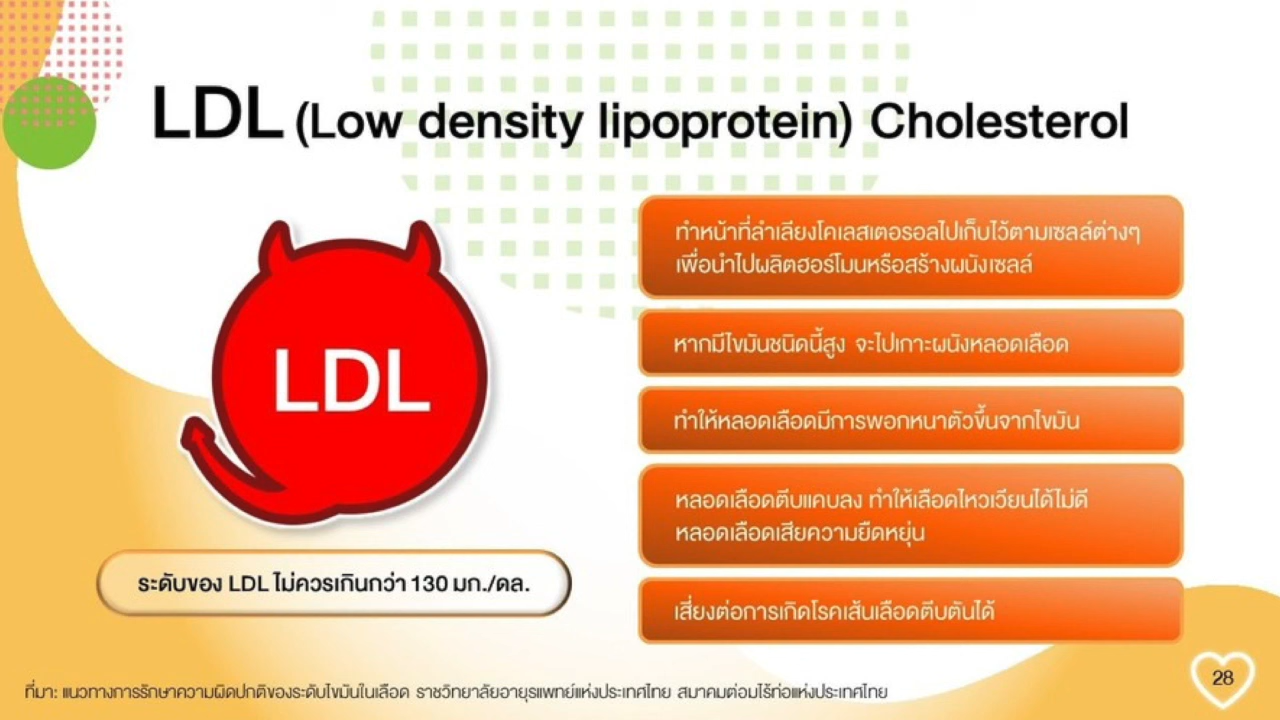 LDL (Low density lipoprotein) Cholesterol
LDL
ระดับของ LDL ไม่ควรเกินกว่า 130 มก./ดล.
ทำหน้าที่ลำเลียงโคเลสเตอรอลไปเก็บไว้ตามเซลล์ต่างๆ
เพื่อนำไปผลิตฮอร์โมนหรือสร้างผนังเซลล์
หากมีไขมันชนิดนี้สูง จะไปเกาะผนังหลอดเลือด
ทำให้หลอดเลือดมีการพอกหนาตัวขึ้นจากไขมัน
หลอดเลือดตีบแคบลง ทำให้เลือดไหวเวียนได้ไม่ดี
หลอดเลือดเสียความยืดหยุ่น
เสี่ยงต่อการเกิดโรคเส้นเลือดตีบตันได้
ที่มา: แนวทางการรักษาความผิดปกติของระดับไขมันในเลือด ราชวิทยาลัยอายุรแพทย์แห่งประเทศไทย สมาคมต่อมไร้ท่อแห่งประเทศไทย
28